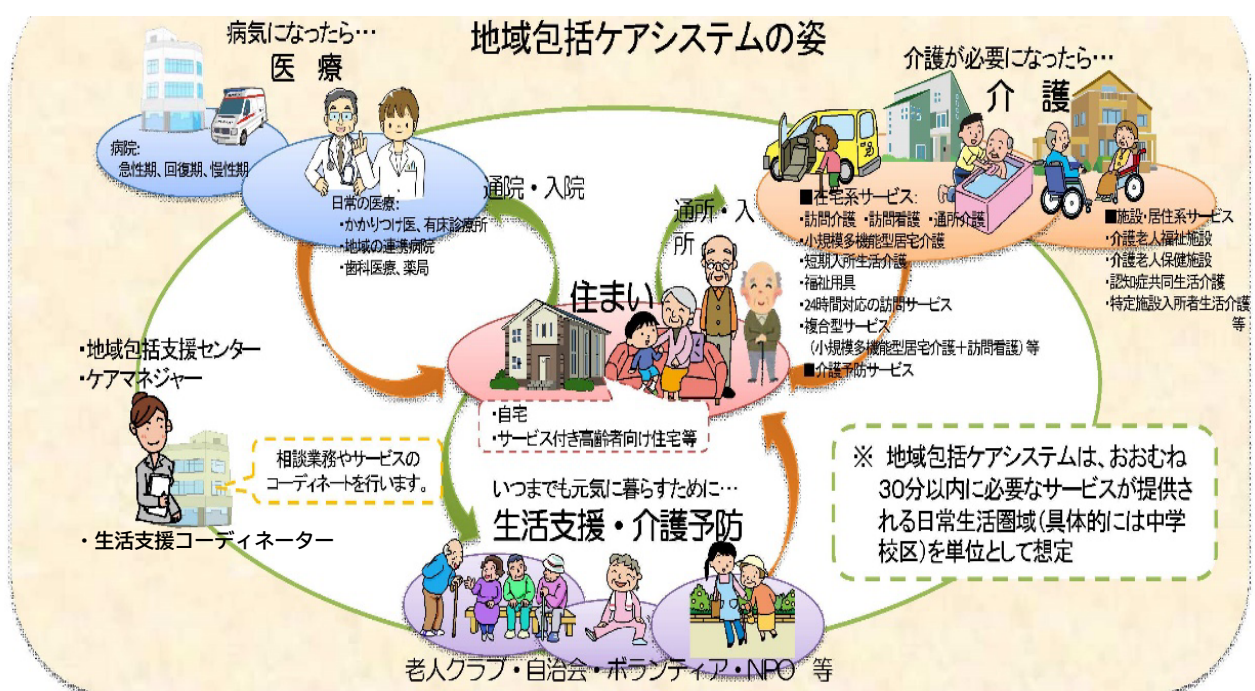 地域包括ケアシステムの姿
病気になったら…
医 療
病院:
急性期、回復期、慢性期
日常の医療:
・かかりつけ医、有床診療所
・地域の連携病院
・歯科医療、薬局
通院・入院
通所・入
所
介護が必要になったら…
介 護
■在宅系サービス:
・訪問介護 ・訪問看護 ・通所介護
・小規模多機能型居宅介護
・短期入所生活介護
・福祉用具
・24時間対応の訪問サービス
・複合型サービス
(小規模多機能型居宅介護+訪問看護)等
■介護予防サービス
■施設・居住系サービス
・介護老人福祉施設
・介護老人保健施設
・認知症共同生活介護
・特定施設入所者生活介護
等
住まい
・自宅
・サービス付き高齢者向け住宅等
・地域包括支援センター
・ケアマネジャー
相談業務やサービスの
コーディネートを行います。
・生活支援コーディネーター
いつまでも元気に暮らすために…
生活支援・介護予防
老人クラブ・自治会・ボランティア・NPO 等
※ 地域包括ケアシステムは、おおむね
30分以内に必要なサービスが提供さ
れる日常生活圏域(具体的には中学
校区)を単位として想定